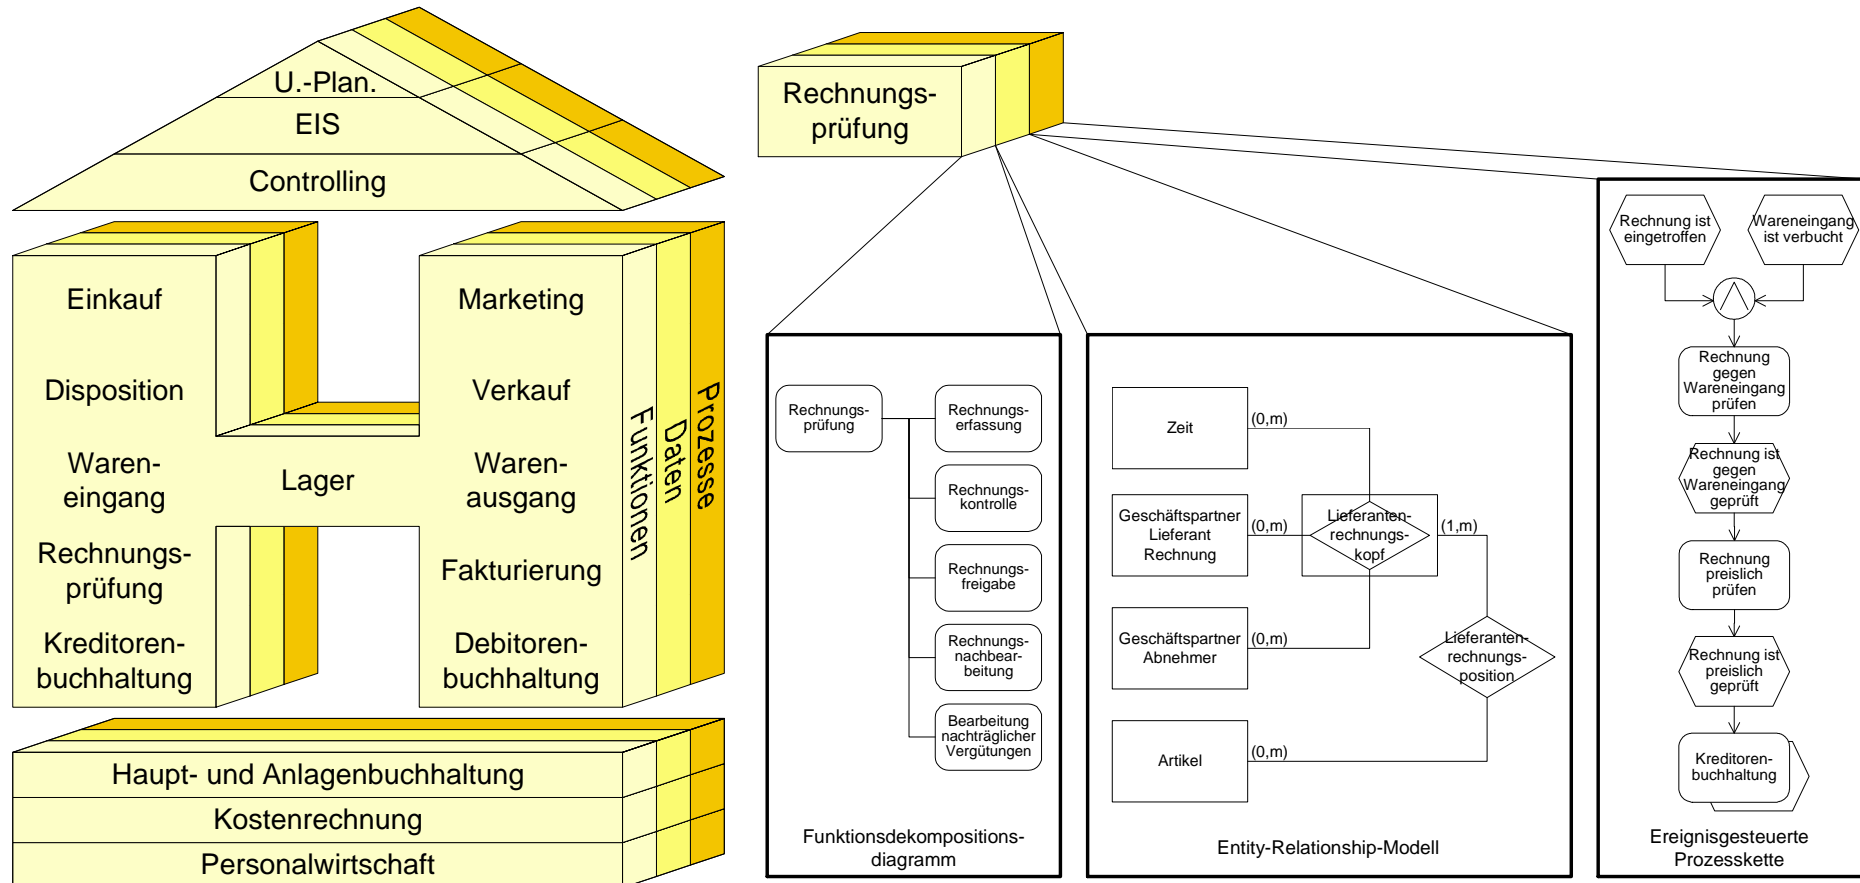 U.-Plan.
EIS
Controlling
Einkauf
Disposition
Waren-
eingang
Rechnungs-
prüfung
Kreditoren-
buchhaltung
Lager
Marketing
Verkauf
Waren-
ausgang
Fakturierung
Debitoren-
buchhaltung
Funktionen
Daten
Prozesse
Haupt- und Anlagenbuchhaltung
Kostenrechnung
Personalwirtschaft
Rechnungs-
prüfung
Rechnungs-
prüfung
Rechnungs-
erfassung
Rechnungs-
kontrolle
Rechnungs-
freigabe
Rechnungs-
nachbear-
beitung
Bearbeitung
nachträglicher
Vergütungen
Funktionsdekompositions-
diagramm
Zeit
(0,m)
Geschäftspartner
Lieferant
Rechnung
(0,m)
Lieferanten-
rechnungs-
kopf
(1,m)
Geschäftspartner
Abnehmer
(0,m)
Lieferanten-
rechnungs-
position
Artikel
(0,m)
Entity-Relationship-Modell
Rechnung ist
eingetroffen
Wareneingang
ist verbucht
Rechnung
gegen
Wareneingang
prüfen
Rechnung ist
gegen
Wareneingang
geprüft
Rechnung
preislich
prüfen
Rechnung ist
preislich
geprüft
Kreditoren-
buchhaltung
Ereignisgesteuerte
Prozesskette